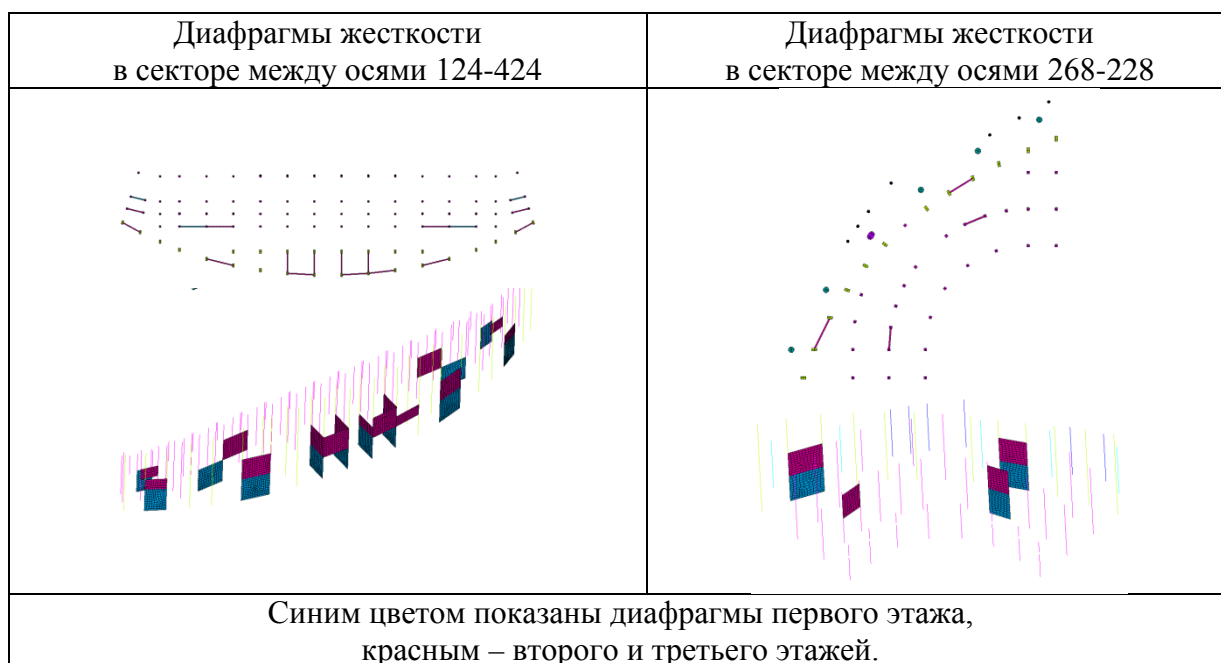 Диафрагмы жесткости
в секторе между осями 124-424
Диафрагмы жесткости
в секторе между осями 268-228
Синим цветом показаны диафрагмы первого этажа,
красным – второго и третьего этажей.